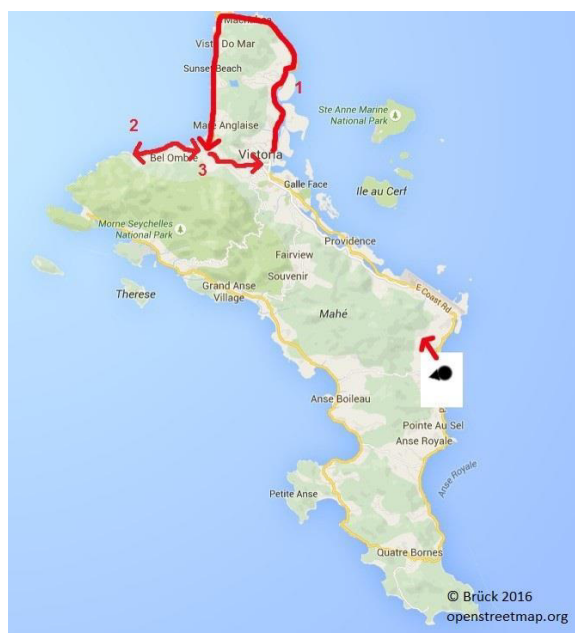 Vista Do Mar
Sunset Beach
1
Ste Anne Marine
National Park
2
Mare Anglaise
Bel Ombre
3
Victoria
Galle Face
Ile au Cerf
Morne Seychelles
National Park
Providence
Fairview
Souvenir
Therese
Grand Anse
Village
E Coast Rd
Mahé
Anse Boileau
Pointe Au Sel
Anse Royale
Anse Royale
Petite Anse
Quatre Bornes
© Brück 2016
openstreetmap.org